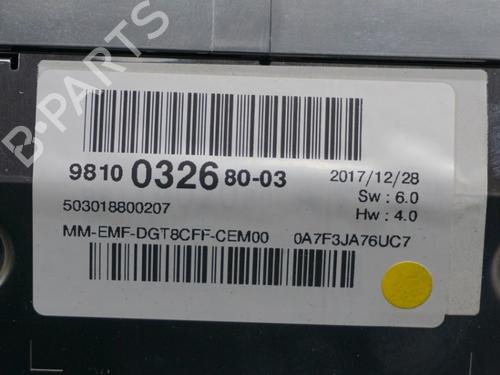 B-PARTS
9810 0326 80-03
2017/12/28
Sw : 6.0
503018800207
Hw : 4.0
MM-EMF-DGT8CFF-CEM00 0A7F3JA76UC7